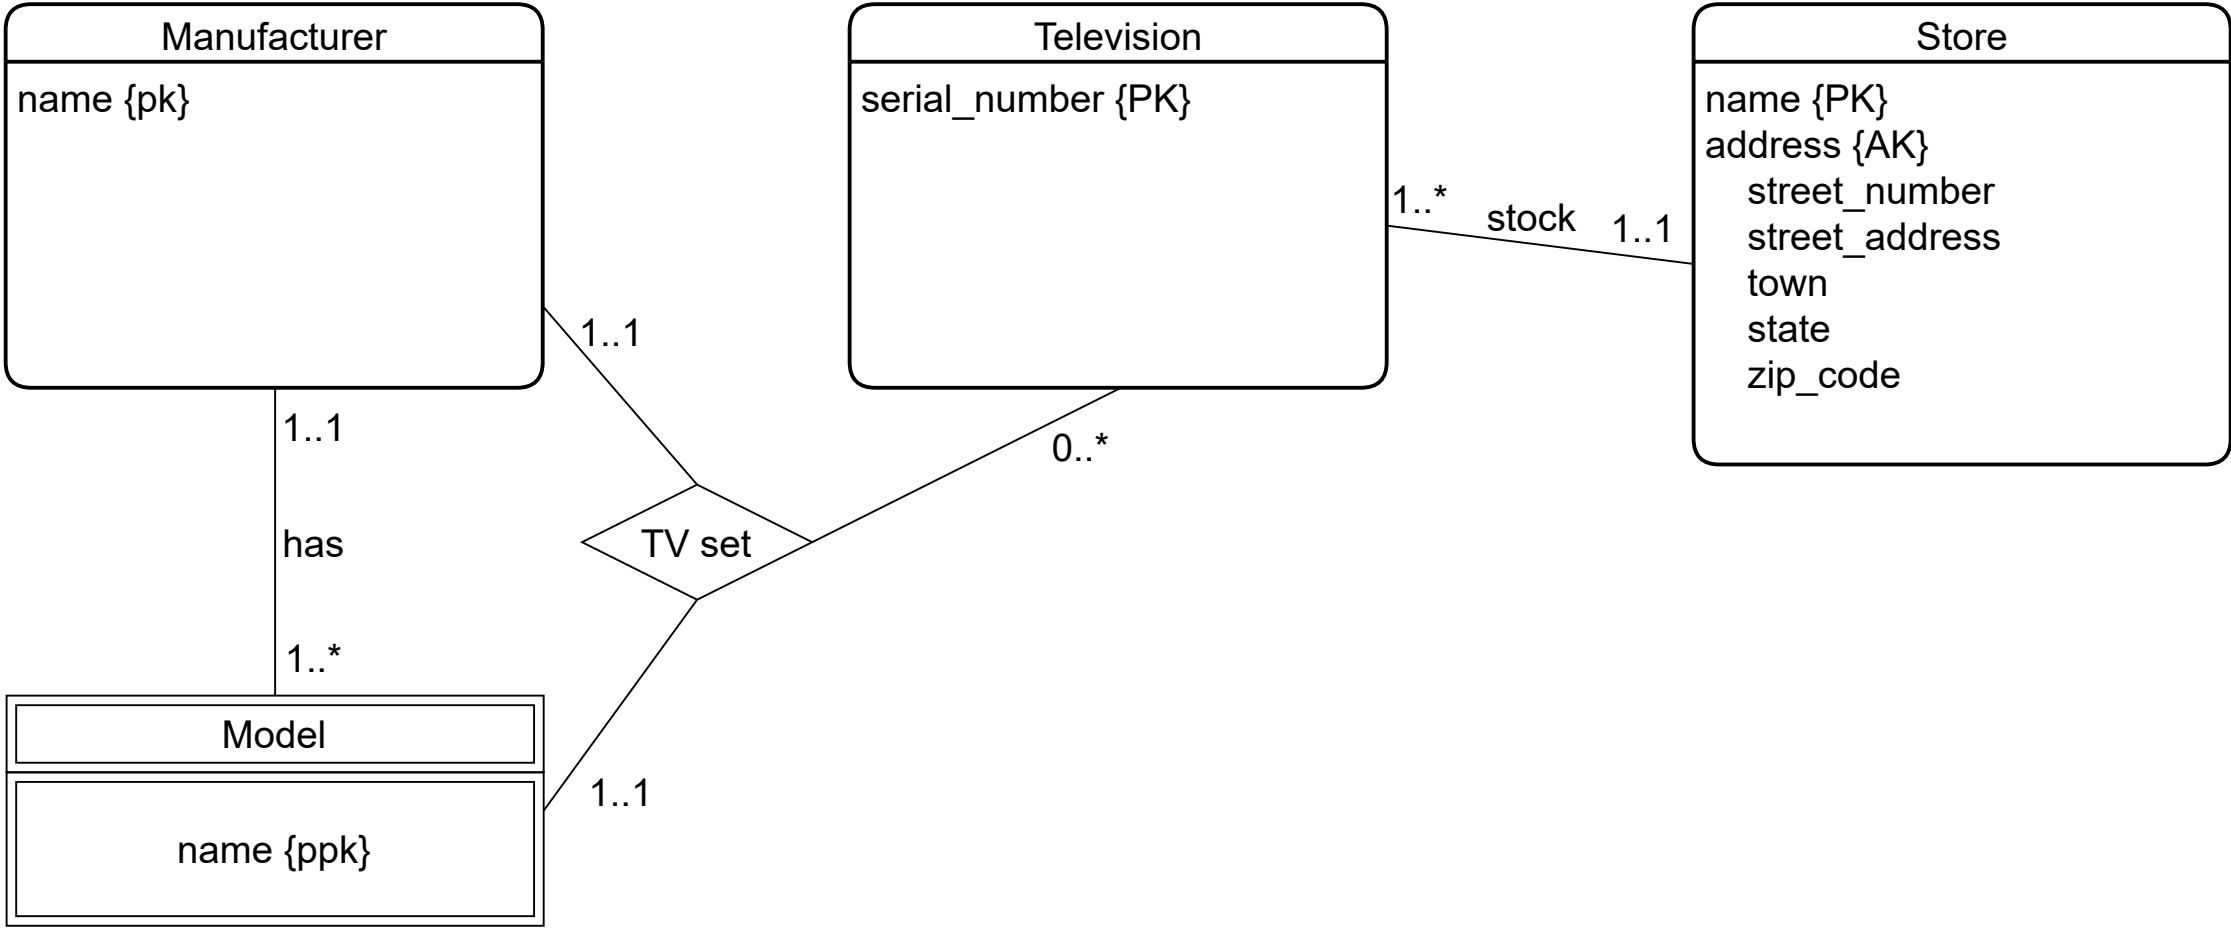 Manufacturer
name {pk}
Television
serial_number {PK}
Store
name {PK}
address {AK}
street_number
street_address
town
state
zip_code
1..*
stock
1..1
1..1
1..1
0..*
has
TV set
1..*
Model
name {ppk}
1..1